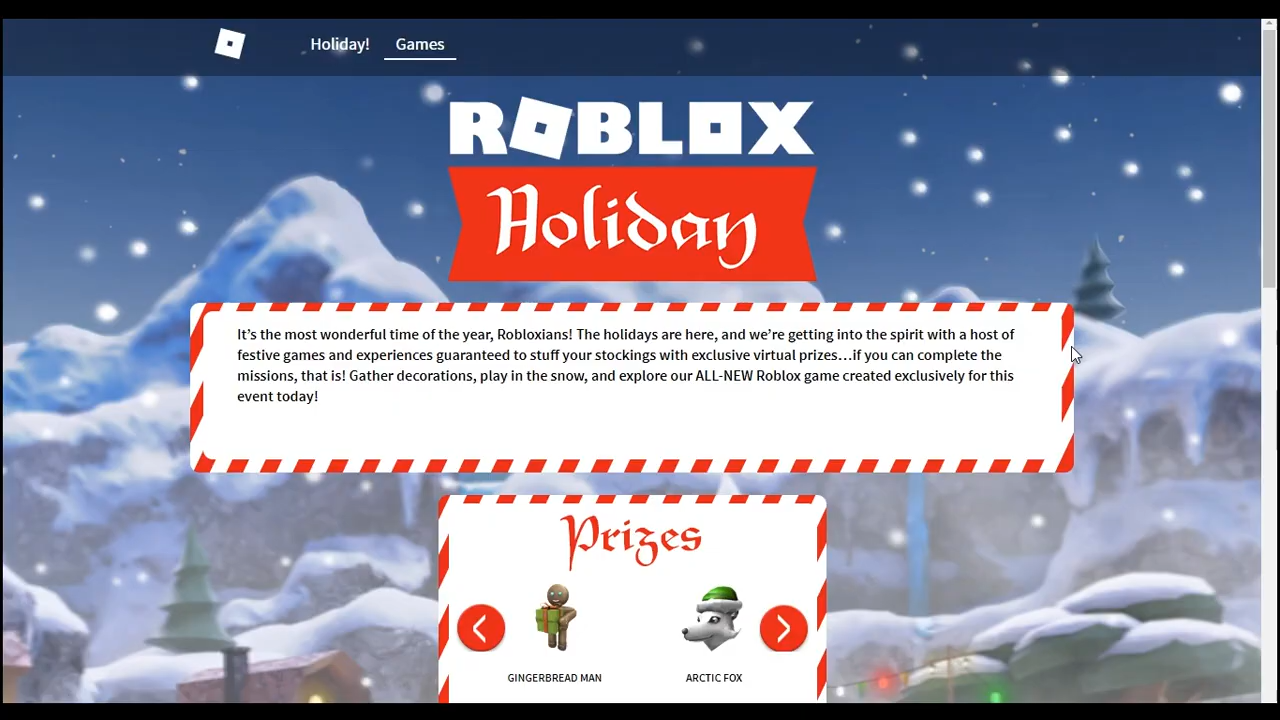 Holiday! Games
ROBLOX
Holiday
It’s the most wonderful time of the year, Robloxians! The holidays are here, and we’re getting into the spirit with a host of
festive games and experiences guaranteed to stuff your stockings with exclusive virtual prizes…if you can complete the
missions, that is! Gather decorations, play in the snow, and explore our ALL-NEW Roblox game created exclusively for this
event today!
Prizes
GINGERBREAD MAN ARCTIC FOX